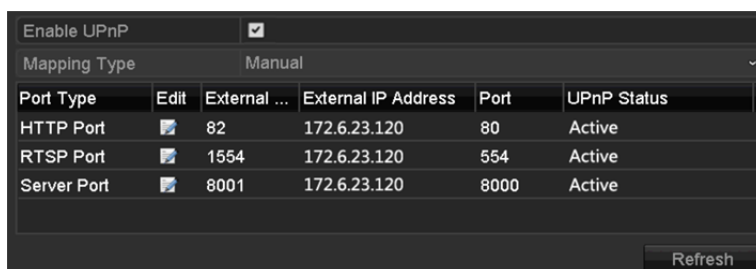 Enable UPnP
Mapping Type Manual
Port Type Edit External ... External IP Address Port UPnP Status
HTTP Port 82 172.6.23.120 80 Active
RTSP Port 1554 172.6.23.120 554 Active
Server Port 8001 172.6.23.120 8000 Active
Refresh